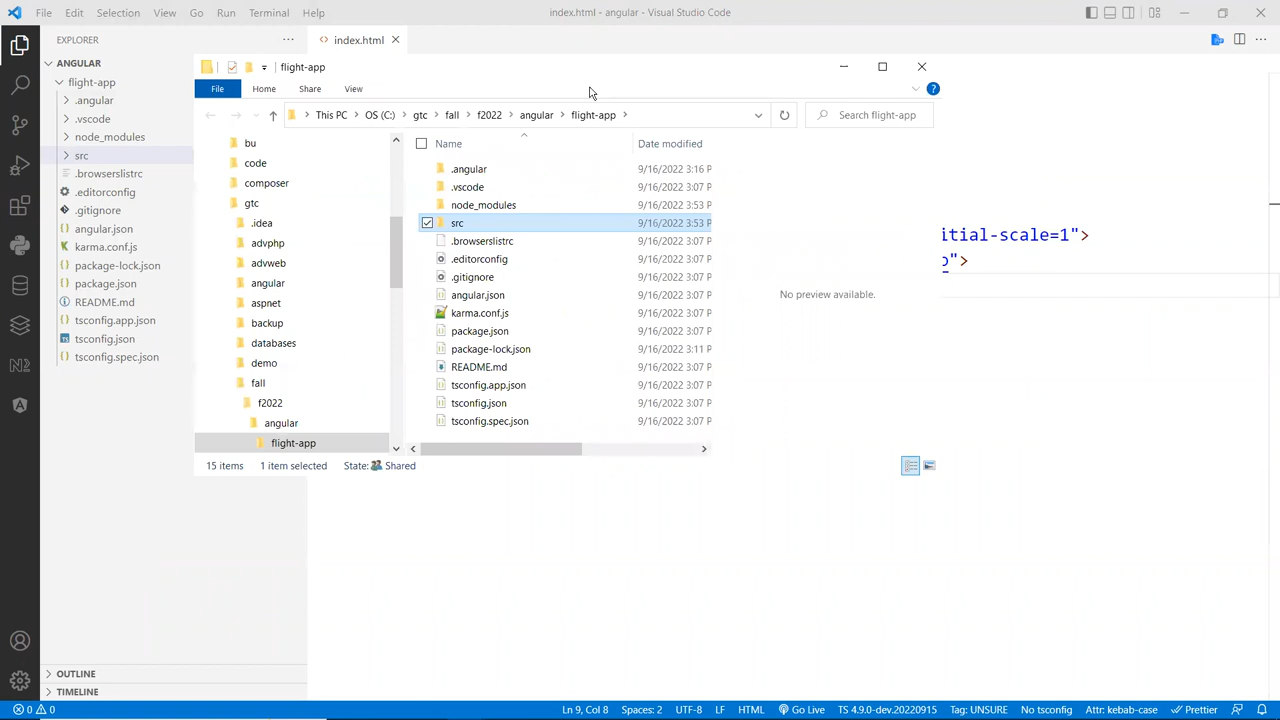 File Edit Selection View Go Run Terminal Help
index.html - angular - Visual Studio Code
EXPLORER
ANGULAR
flight-app
.angular
.vscode
node_modules
src
.browserslistrc
.editorconfig
.gitignore
angular.json
karma.conf.js
package-lock.json
package.json
README.md
tsconfig.app.json
tsconfig.json
tsconfig.spec.json
OUTLINE
TIMELINE
index.html
flight-app
File Home Share View
This PC OS (C:) gtc fall f2022 angular flight-app
Search flight-app
bu
code
composer
gtc
.idea
advphp
advweb
angular
aspnet
backup
databases
demo
fall
f2022
angular
flight-app
Name Date modified
.angular 9/16/2022 3:16 P
.vscode 9/16/2022 3:07 P
node_modules 9/16/2022 3:53 P
src 9/16/2022 3:53 P
.browserslistrc 9/16/2022 3:07 P
.editorconfig 9/16/2022 3:07 P
.gitignore 9/16/2022 3:07 P
angular.json 9/16/2022 3:07 P
karma.conf.js 9/16/2022 3:07 P
package.json 9/16/2022 3:07 P
package-lock.json 9/16/2022 3:11 P
README.md 9/16/2022 3:07 P
tsconfig.app.json 9/16/2022 3:07 P
tsconfig.json 9/16/2022 3:07 P
tsconfig.spec.json 9/16/2022 3:07 P
No preview available.
15 items 1 item selected State: Shared
itial-scale=1">
">
0 0
Ln 9, Col 8 Spaces: 2 UTF-8 LF HTML Go Live TS 4.9.0-dev.20220915 Tag: UNSURE No tsconfig Attr: kebab-case Prettier